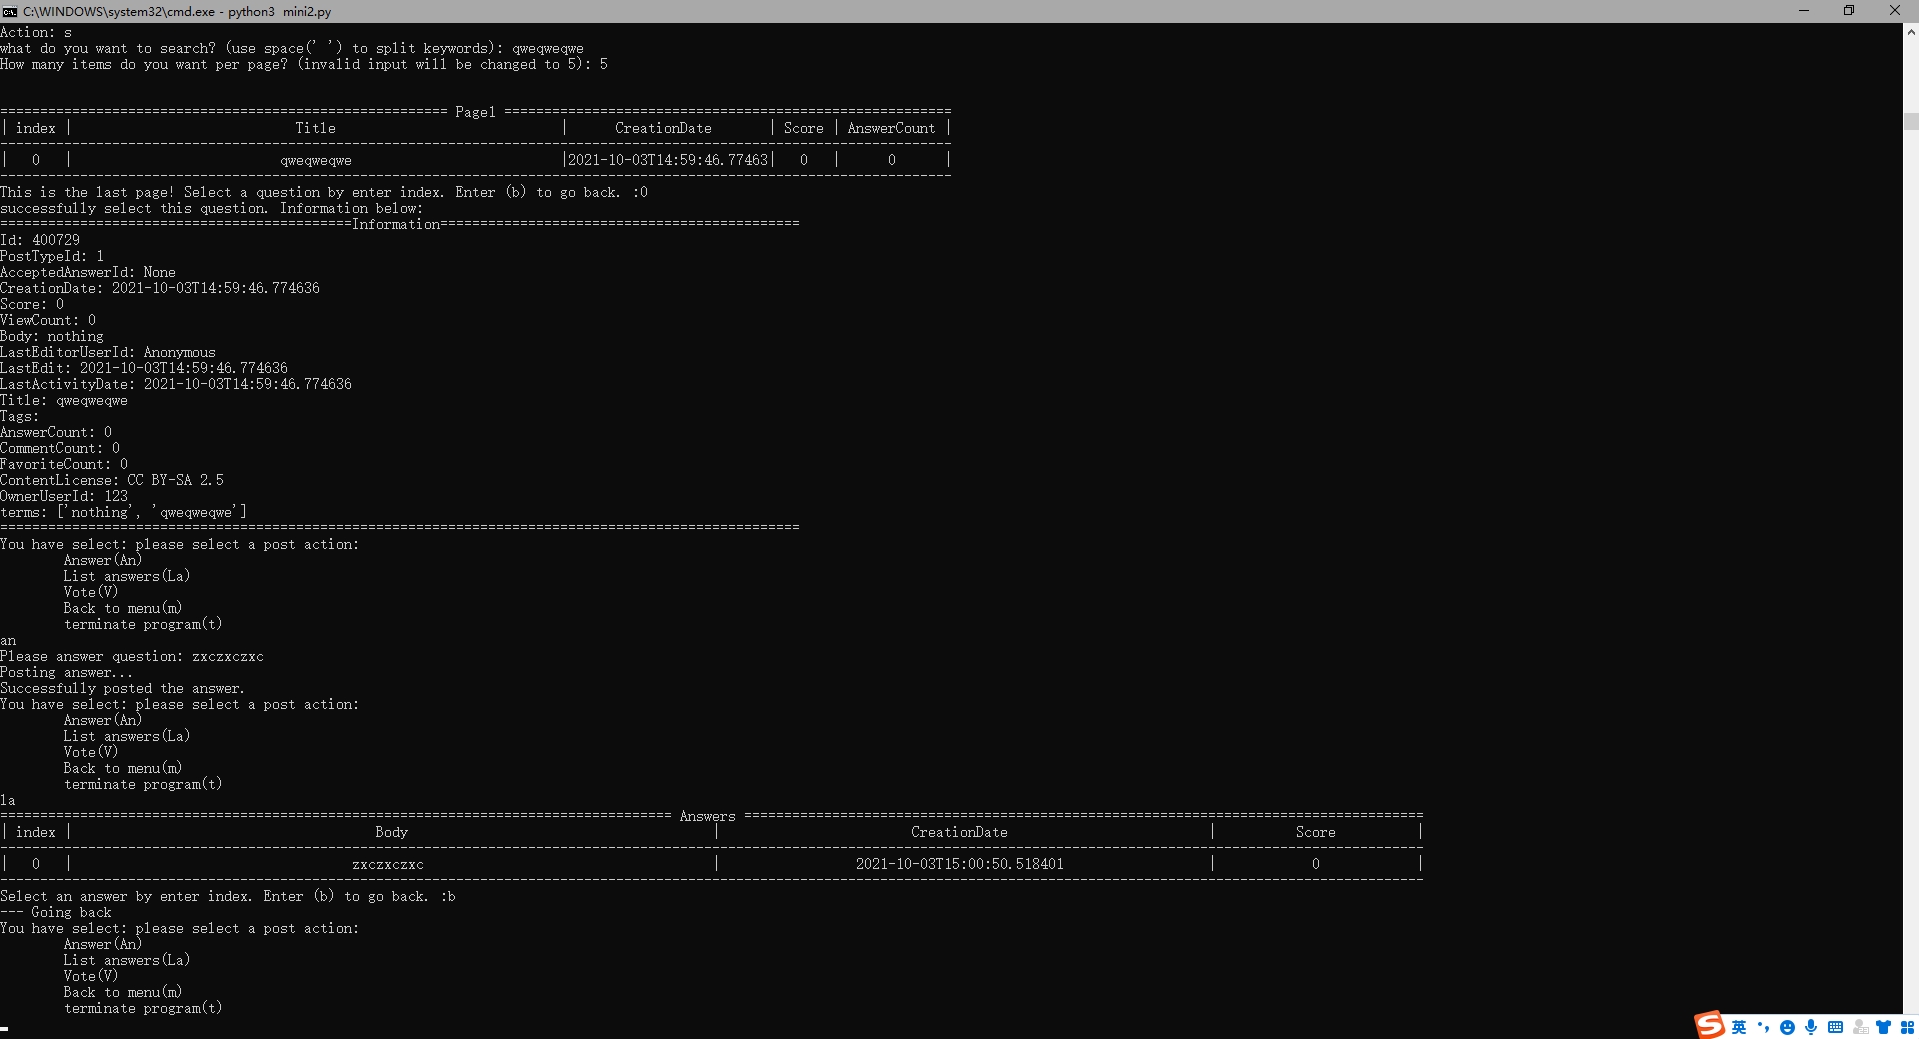 C:\WINDOWS\system32\cmd.exe - python3  mini2.py
Action: s
what do you want to search? (use space(' ') to split keywords): qweqweqwe
How many items do you want per page? (invalid input will be changed to 5): 5
======================================================== Page1 ========================================================
| index |                            Title                             |      CreationDate       | Score | AnswerCount |
-----------------------------------------------------------------------------------------------------------------------
|   0   |                          qweqweqwe                           |2021-10-03T14:59:46.77463|   0   |      0      |
-----------------------------------------------------------------------------------------------------------------------
This is the last page! Select a question by enter index. Enter (b) to go back. :0
successfully select this question. Information below:
============================================Information=============================================
Id: 400729
PostTypeId: 1
AcceptedAnswerId: None
CreationDate: 2021-10-03T14:59:46.774636
Score: 0
ViewCount: 0
Body: nothing
LastEditorUserId: Anonymous
LastEdit: 2021-10-03T14:59:46.774636
LastActivityDate: 2021-10-03T14:59:46.774636
Title: qweqweqwe
Tags:
AnswerCount: 0
CommentCount: 0
FavoriteCount: 0
ContentLicense: CC BY-SA 2.5
OwnerUserId: 123
terms: ['nothing', 'qweqweqwe']
====================================================================================================
You have select: please select a post action:
        Answer(An)
        List answers(La)
        Vote(V)
        Back to menu(m)
        terminate program(t)
an
Please answer question: zxczxczxc
Posting answer...
Successfully posted the answer.
You have select: please select a post action:
        Answer(An)
        List answers(La)
        Vote(V)
        Back to menu(m)
        terminate program(t)
la
==================================================================================== Answers =====================================================================================
| index |                                      Body                                       |                        CreationDate                         |          Score          |
----------------------------------------------------------------------------------------------------------------------------------------------------------------------------------
|   0   |                                   zxczxczxc                                     |                 2021-10-03T15:00:50.518401                  |            0            |
----------------------------------------------------------------------------------------------------------------------------------------------------------------------------------
Select an answer by enter index. Enter (b) to go back. :b
--- Going back
You have select: please select a post action:
        Answer(An)
        List answers(La)
        Vote(V)
        Back to menu(m)
        terminate program(t)
S 英